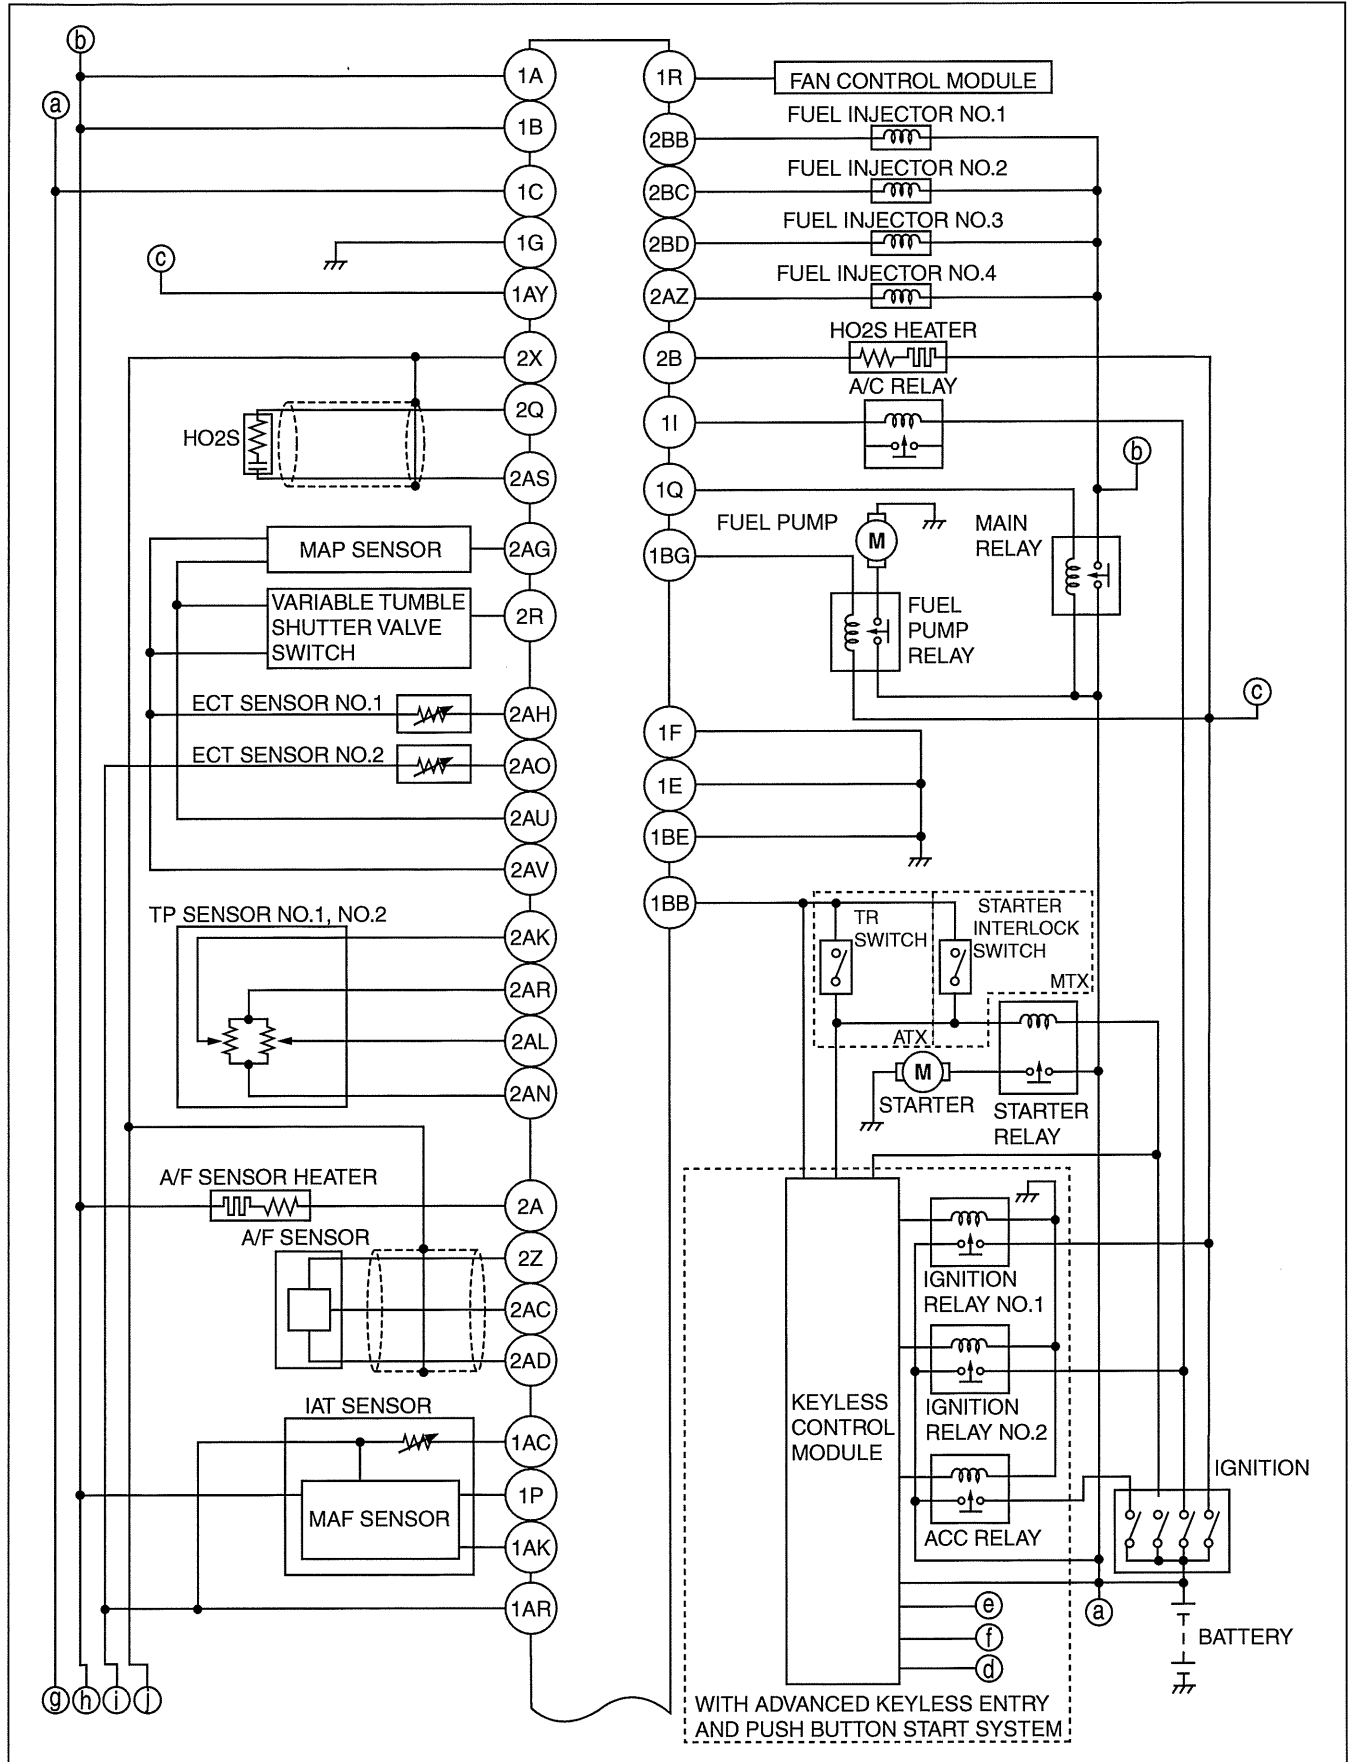 b
a
1A
1B
1C
1G
c
1AY
2X
2Q
HO2S
2AS
MAP SENSOR
2AG
VARIABLE TUMBLE
SHUTTER VALVE
SWITCH
2R
ECT SENSOR NO.1
2AH
ECT SENSOR NO.2
2AO
2AU
2AV
TP SENSOR NO.1, NO.2
2AK
2AR
2AL
2AN
A/F SENSOR HEATER
2A
A/F SENSOR
2Z
2AC
2AD
IAT SENSOR
1AC
1P
MAF SENSOR
1AK
1AR
g
h
i
j
1R
FAN CONTROL MODULE
FUEL INJECTOR NO.1
2BB
FUEL INJECTOR NO.2
2BC
FUEL INJECTOR NO.3
2BD
FUEL INJECTOR NO.4
2AZ
HO2S HEATER
2B
A/C RELAY
1I
b
1Q
FUEL PUMP
M
MAIN
RELAY
1BG
FUEL
PUMP
RELAY
c
1F
1E
1BE
1BB
TR
SWITCH
STARTER
INTERLOCK
SWITCH
MTX
ATX
M
STARTER
STARTER
RELAY
IGNITION
RELAY NO.1
KEYLESS
CONTROL
MODULE
IGNITION
RELAY NO.2
IGNITION
ACC RELAY
e
a
f
BATTERY
d
WITH ADVANCED KEYLESS ENTRY
AND PUSH BUTTON START SYSTEM